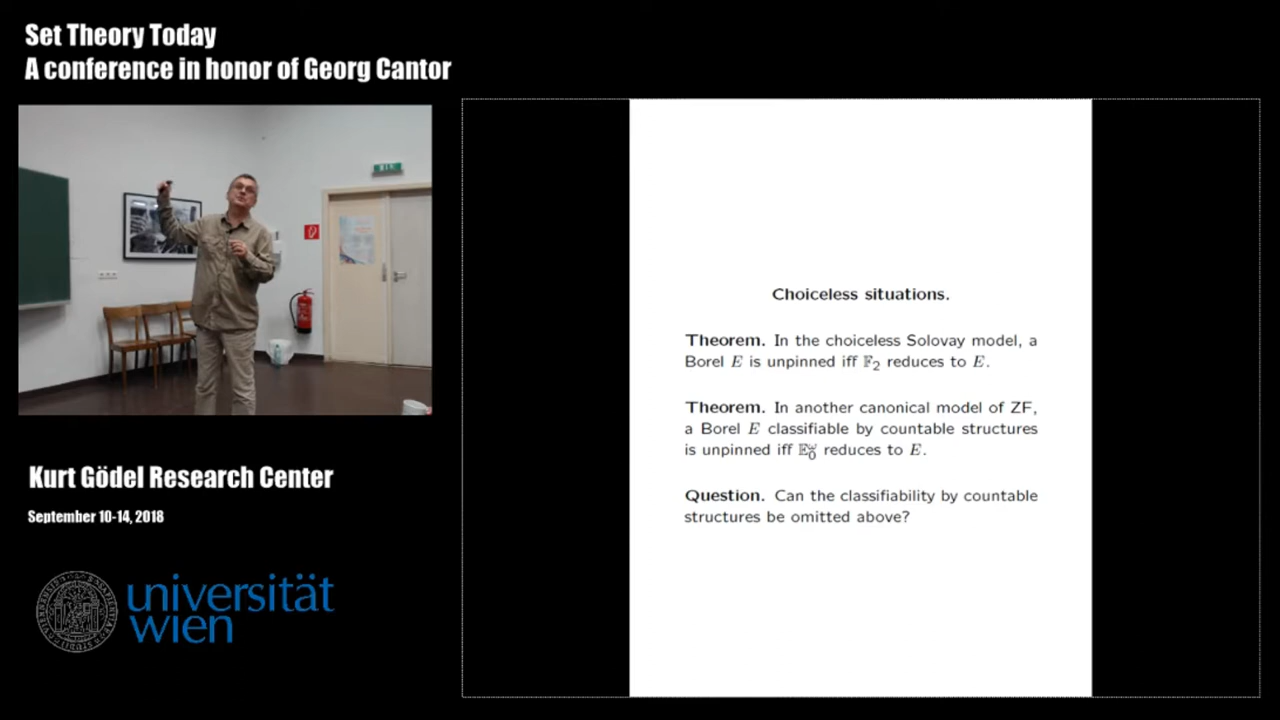 Set Theory Today
A conference in honor of Georg Cantor
Choiceless situations.
Theorem. In the choiceless Solovay model, a
Borel E is unpinned iff 𝔽₂ reduces to E.
Theorem. In another canonical model of ZF,
a Borel E classifiable by countable structures
is unpinned iff 𝔼₀^ω reduces to E.
Question. Can the classifiability by countable
structures be omitted above?
Kurt Gödel Research Center
September 10-14, 2018
universität
wien